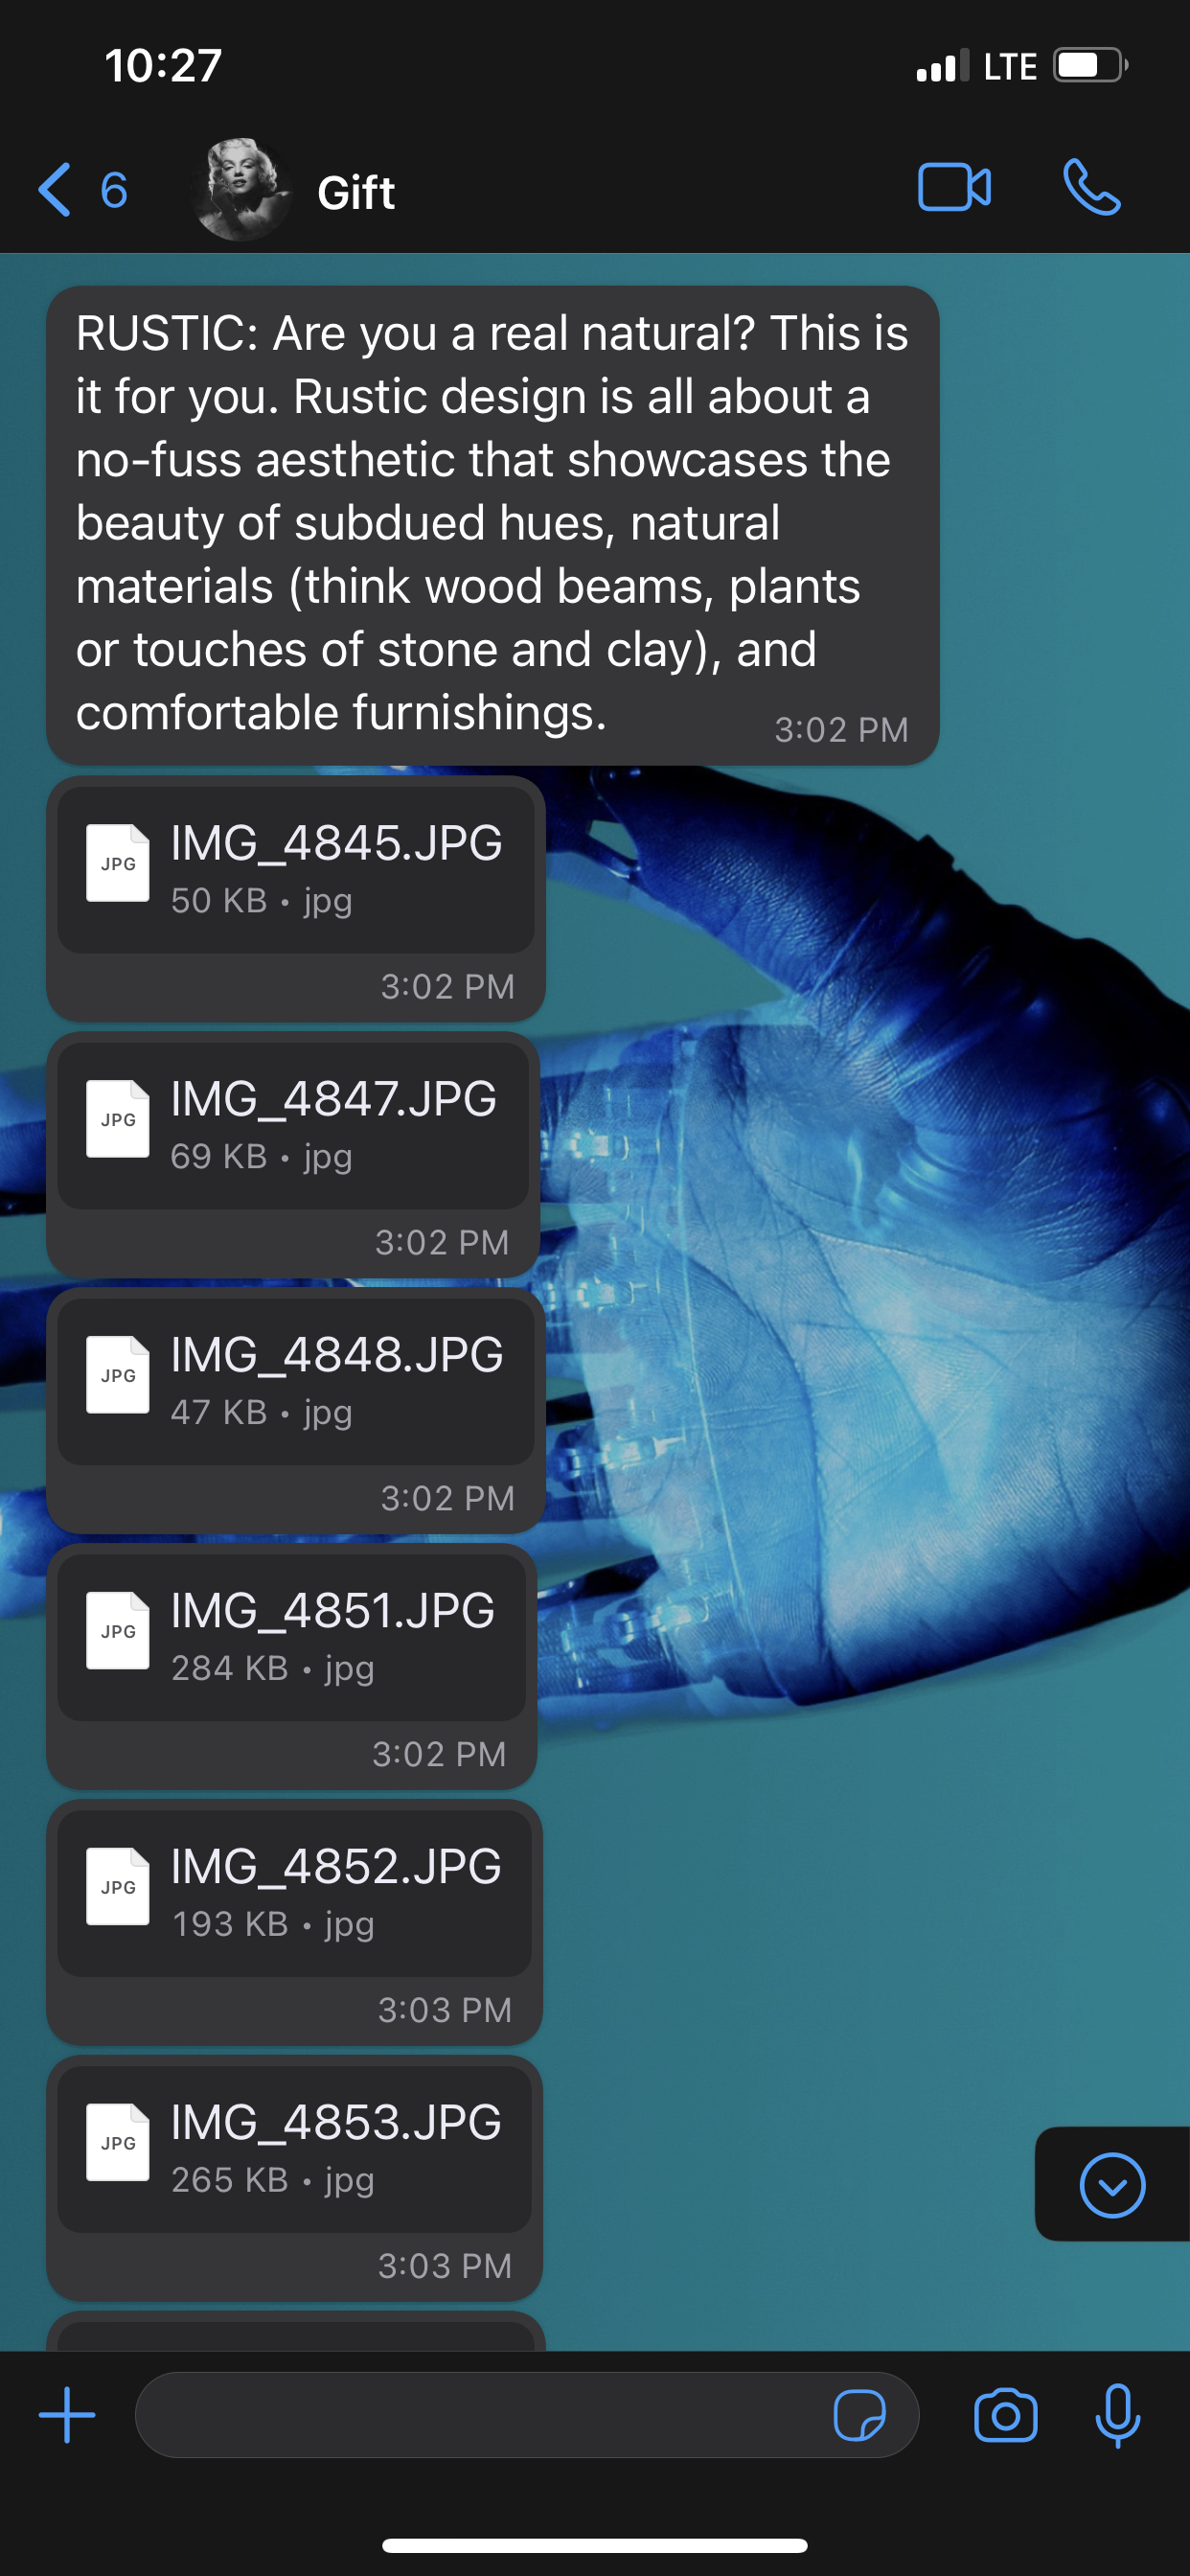 10:27
LTE
6
Gift
RUSTIC: Are you a real natural? This is
it for you. Rustic design is all about a
no-fuss aesthetic that showcases the
beauty of subdued hues, natural
materials (think wood beams, plants
or touches of stone and clay), and
comfortable furnishings.
3:02 PM
JPG
IMG_4845.JPG
50 KB • jpg
3:02 PM
JPG
IMG_4847.JPG
69 KB • jpg
3:02 PM
JPG
IMG_4848.JPG
47 KB • jpg
3:02 PM
JPG
IMG_4851.JPG
284 KB • jpg
3:02 PM
JPG
IMG_4852.JPG
193 KB • jpg
3:03 PM
JPG
IMG_4853.JPG
265 KB • jpg
3:03 PM